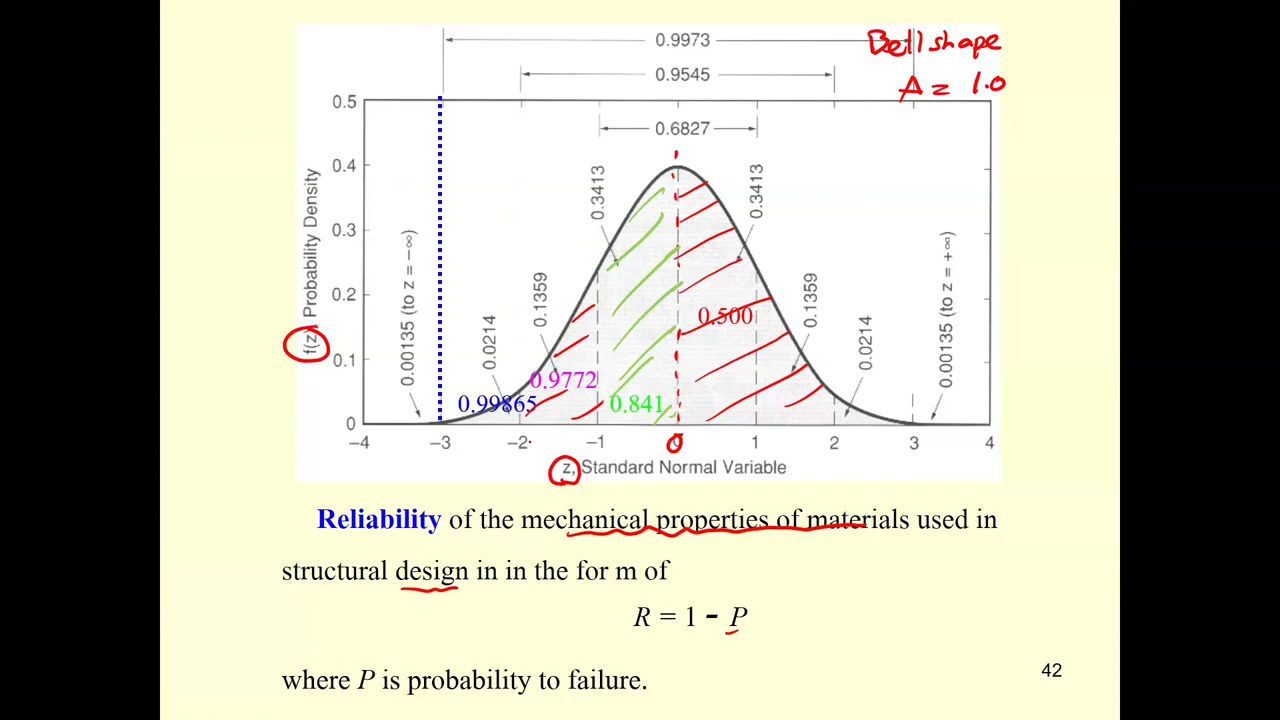 0.9973
Bell shape
0.9545
A = 1.0
0.5
0.6827
0.4
0.3413
0.3413
0.3
f(z), Probability Density
0.00135 (to z = −∞)
0.00135 (to z = +∞)
0.2
0.1359
0.1359
0.500
0.0214
0.0214
0.1
0.9772
0.99865
0.841
0
−4 −3 −2 −1 0 1 2 3 4
z, Standard Normal Variable
Reliability of the mechanical properties of materials used in
structural design in in the for m of
R = 1 - P
where P is probability to failure.
42